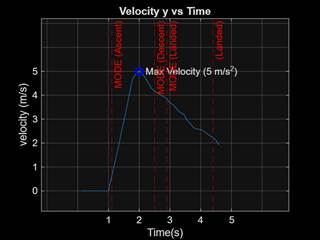 Velocity y vs Time
MODE (Ascent)
MODE (Descent)
MODE (Landed)
(Landed)
Max Velocity (5 m/s²)
velocity (m/s)
5
4
3
2
1
0
1 2 3 4 5
Time(s)